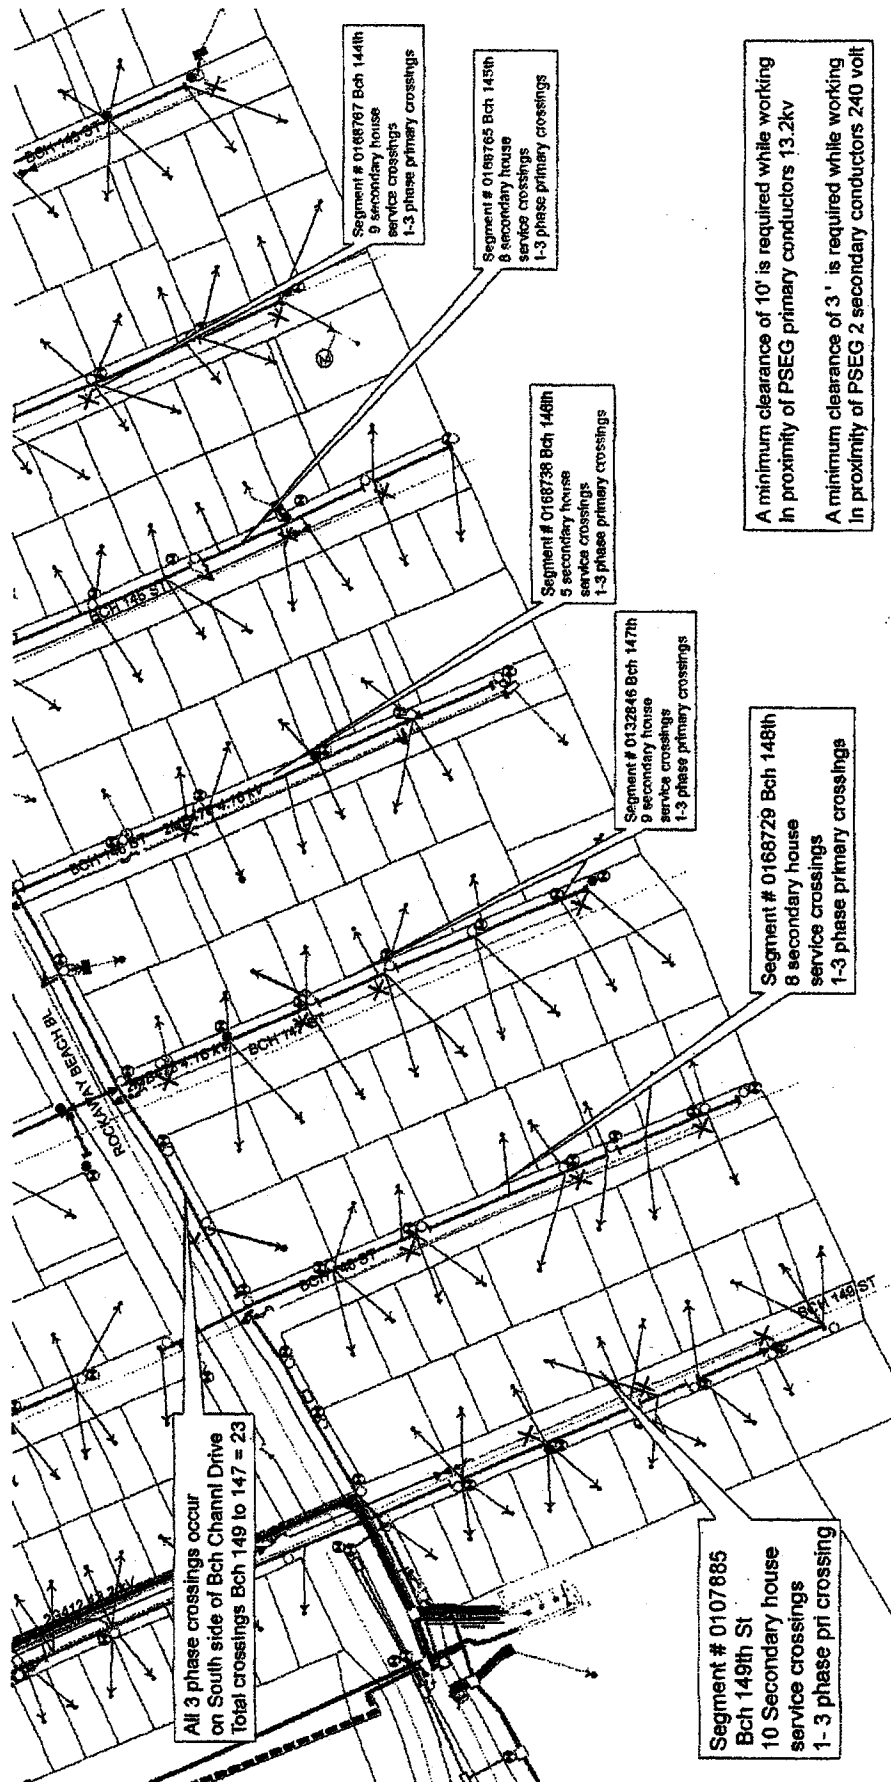 BCH 143 ST
Segment # 0168767 Bch 144th
9 secondary house
service crossings
1-3 phase primary crossings
Segment # 0168765 Bch 145th
8 secondary house
service crossings
1-3 phase primary crossings
A minimum clearance of 10' is required while working
In proximity of PSEG primary conductors 13.2kv
A minimum clearance of 3 ' is required while working
In proximity of PSEG 2 secondary conductors 240 volt
BCH 145 ST
Segment # 0168738 Bch 146th
5 secondary house
service crossings
1-3 phase primary crossings
BCH 146 ST
Segment # 0132846 Bch 147th
9 secondary house
service crossings
1-3 phase primary crossings
ROCKAWAY BEACH BL
BCH 147 ST
Segment # 0168729 Bch 148th
8 secondary house
service crossings
1-3 phase primary crossings
BCH 148 ST
BCH 149 ST
All 3 phase crossings occur
on South side of Bch Channl Drive
Total crossings Bch 149 to 147 = 23
Segment # 0107885
Bch 149th St
10 Secondary house
service crossings
1- 3 phase pri crossing